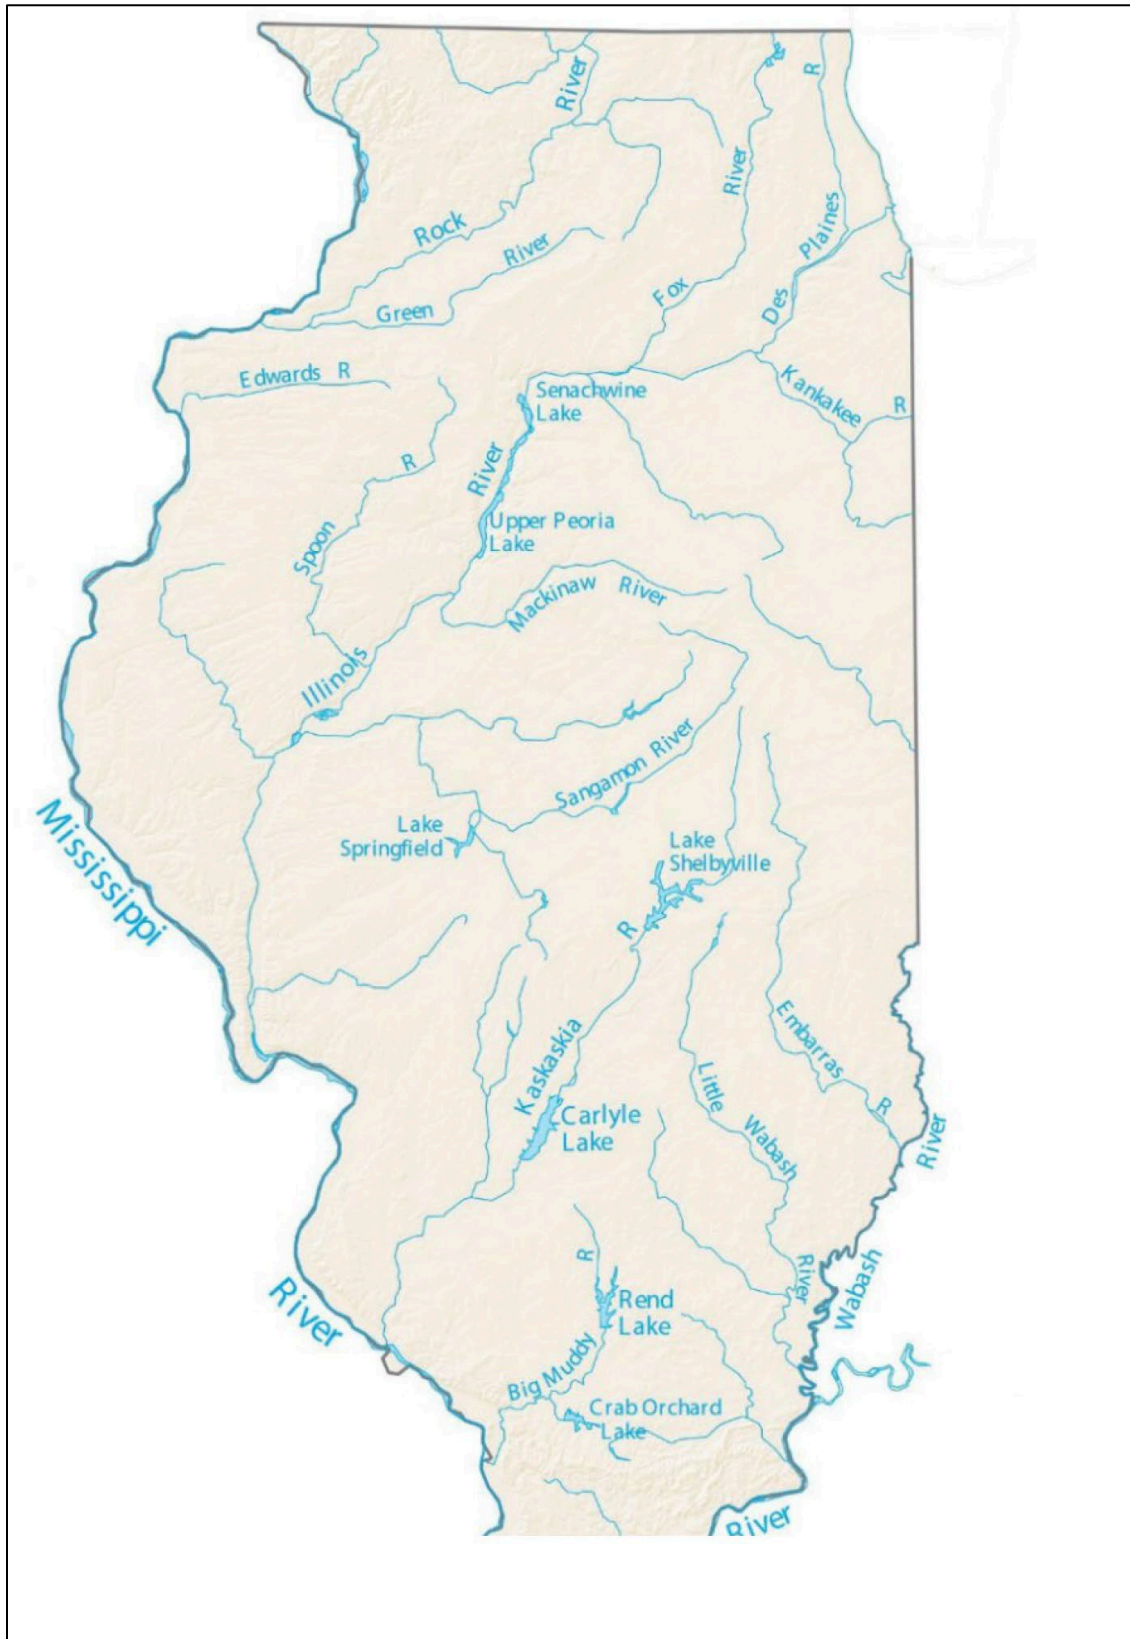 River
R
River
Rock
River
Plaines
Fox
Des
Green
Edwards R
Kankakee
R
Senachwine
Lake
River
R
Upper Peoria
Lake
Spoon
Mackinaw River
Illinois
Sangamon River
Mississippi
Lake
Springfield
Lake
Shelbyville
R
Embarras
R
Kaskaskia
Little
Wabash
River
Carlyle
Lake
River
Wabash
River
R
Rend
Lake
Big Muddy
Crab Orchard
Lake
River